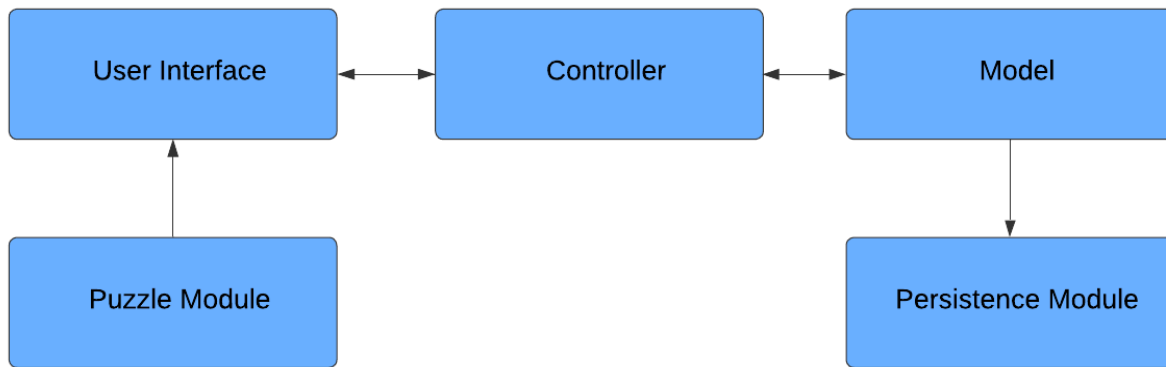 User Interface
Controller
Model
Puzzle Module
Persistence Module